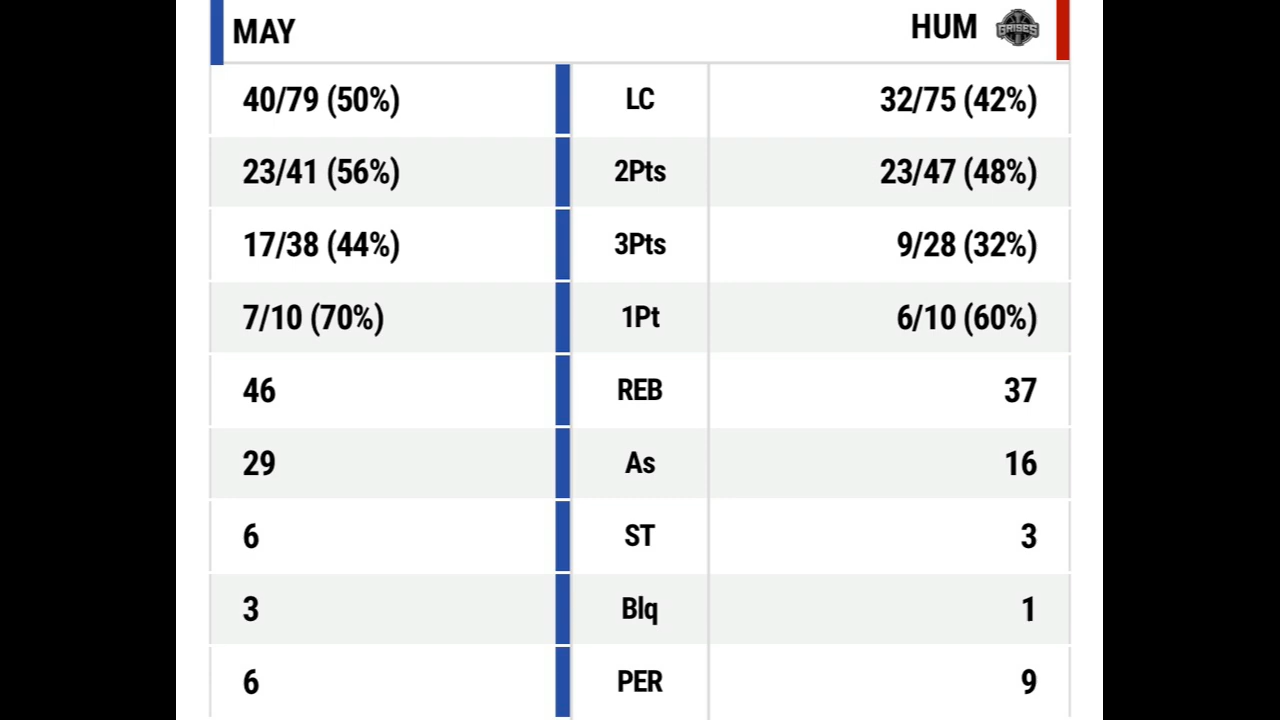 MAY HUM GRISES
40/79 (50%) LC 32/75 (42%)
23/41 (56%) 2Pts 23/47 (48%)
17/38 (44%) 3Pts 9/28 (32%)
7/10 (70%) 1Pt 6/10 (60%)
46 REB 37
29 As 16
6 ST 3
3 Blq 1
6 PER 9